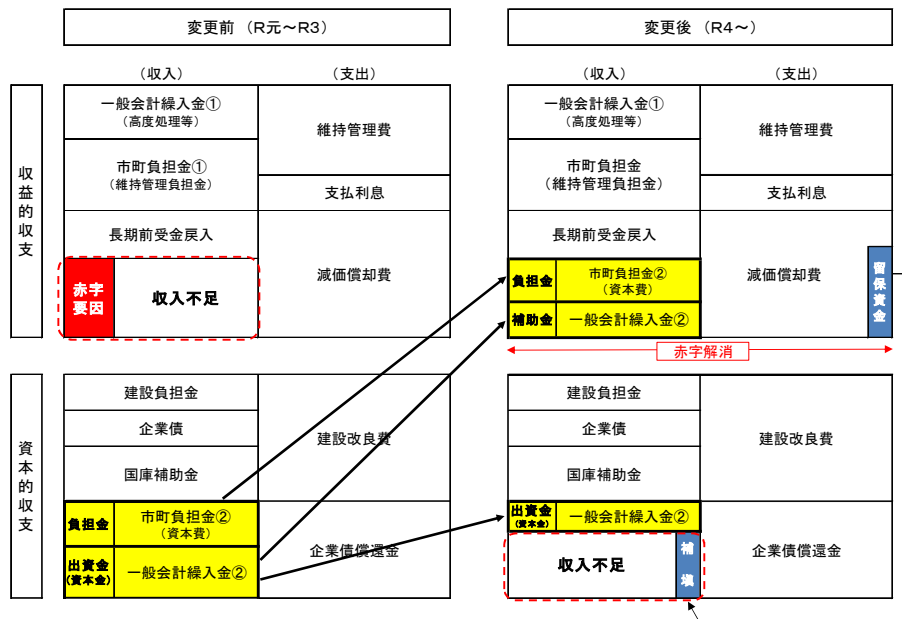 変更前 （R元～R3）
（収入）
（支出）
収益的収支
一般会計繰入金①
（高度処理等）
市町負担金①
（維持管理負担金）
長期前受金戻入
赤字
要因
収入不足
維持管理費
支払利息
減価償却費
資本的収支
建設負担金
企業債
国庫補助金
負担金
市町負担金②
（資本費）
出資金
（資本金）
一般会計繰入金②
建設改良費
企業債償還金
変更後 （R4～）
（収入）
（支出）
一般会計繰入金①
（高度処理等）
市町負担金
（維持管理負担金）
長期前受金戻入
負担金
市町負担金②
（資本費）
補助金
一般会計繰入金②
維持管理費
支払利息
減価償却費
留保資金
赤字解消
建設負担金
企業債
国庫補助金
出資金
（資本金）
一般会計繰入金②
収入不足
補填
建設改良費
企業債償還金